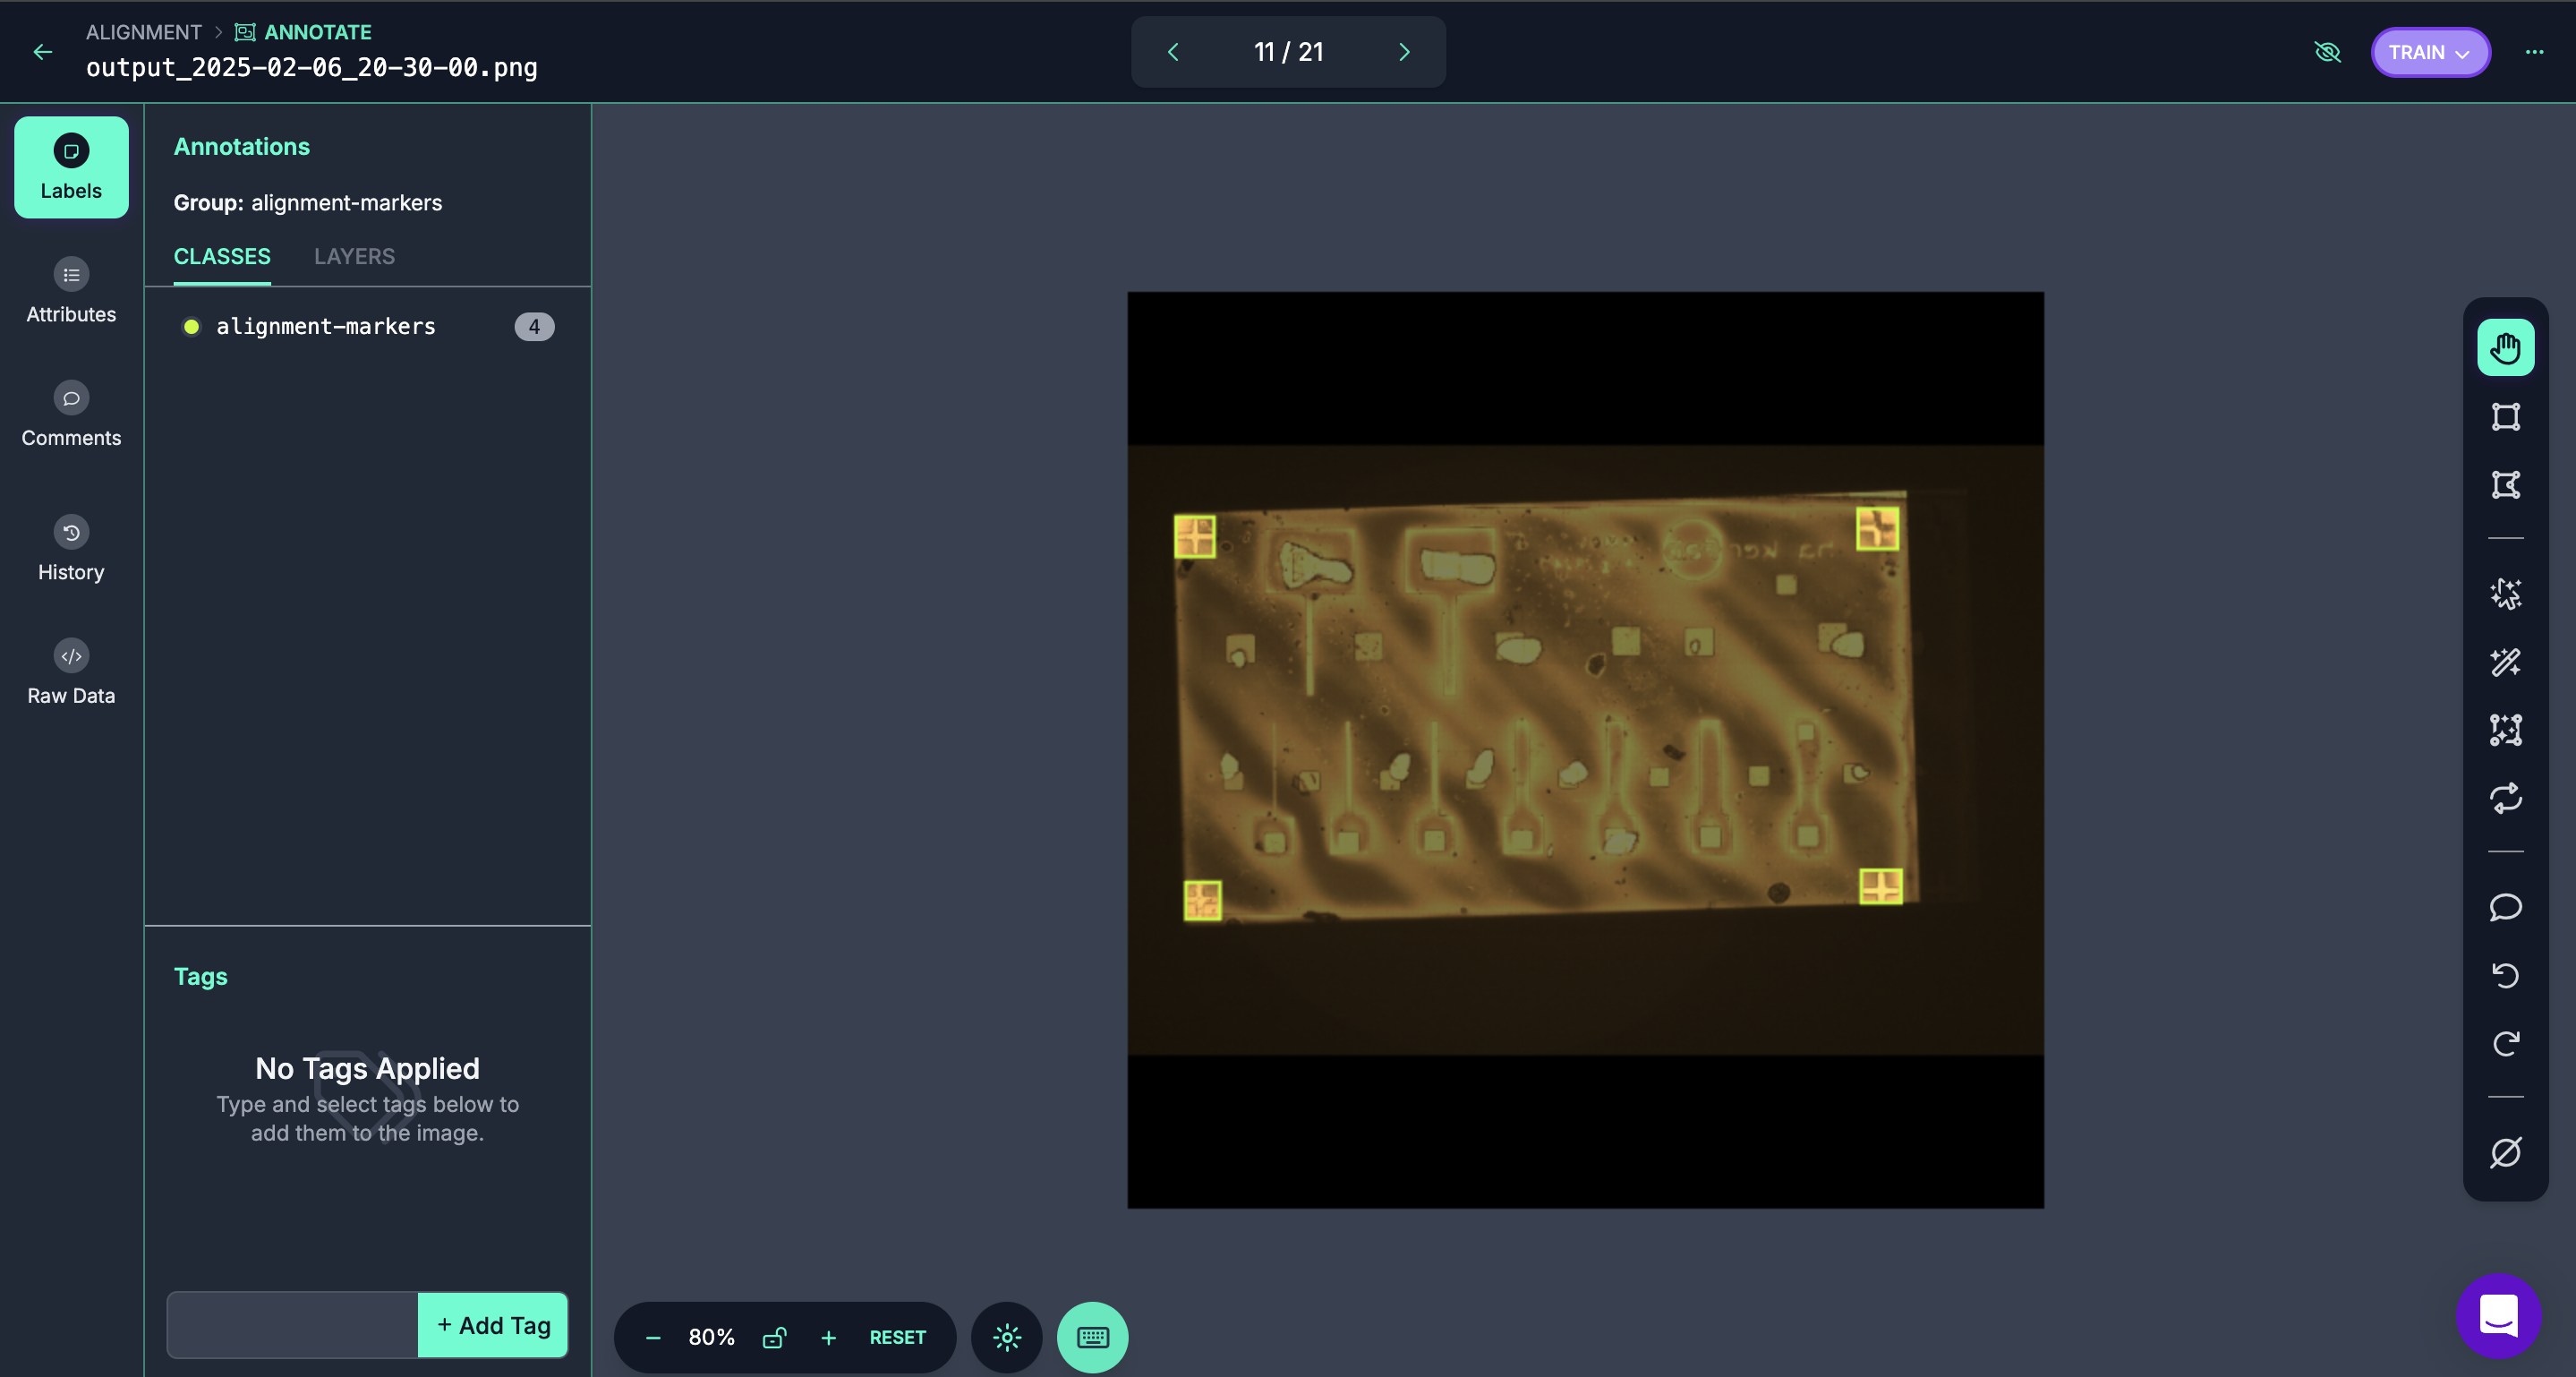 ALIGNMENT > ANNOTATE
output_2025-02-06_20-30-00.png
11 / 21
TRAIN
Labels
Attributes
Comments
History
Raw Data
Annotations
Group: alignment-markers
CLASSES LAYERS
alignment-markers 4
Tags
No Tags Applied
Type and select tags below to
add them to the image.
+ Add Tag
80%
RESET